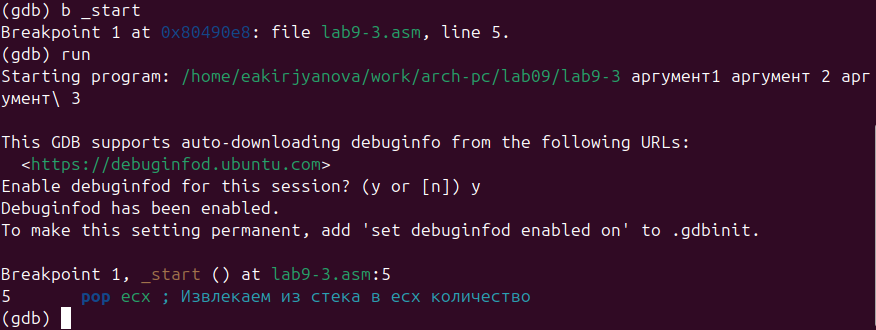 (gdb) b _start
Breakpoint 1 at 0x80490e8: file lab9-3.asm, line 5.
(gdb) run
Starting program: /home/eakirjyanova/work/arch-pc/lab09/lab9-3 аргумент1 аргумент 2 арг
умент\ 3

This GDB supports auto-downloading debuginfo from the following URLs:
  <https://debuginfod.ubuntu.com>
Enable debuginfod for this session? (y or [n]) y
Debuginfod has been enabled.
To make this setting permanent, add 'set debuginfod enabled on' to .gdbinit.

Breakpoint 1, _start () at lab9-3.asm:5
5       pop ecx ; Извлекаем из стека в ecx количество
(gdb)